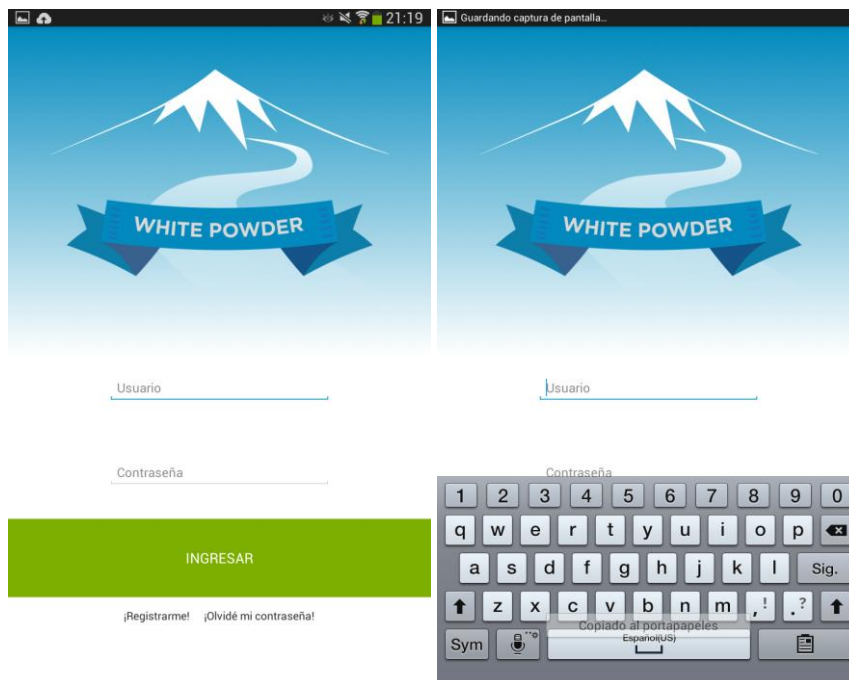 21:19
WHITE POWDER
Usuario
Contraseña
INGRESAR
¡Registrarme! ¡Olvidé mi contraseña!
Guardando captura de pantalla...
WHITE POWDER
Usuario
Contraseña
1 2 3 4 5 6 7 8 9 0
q w e r t y u i o p
a s d f g h j k l Sig.
z x c v b n m , ! . ?
Copiado al portapapeles
Sym Español(US)